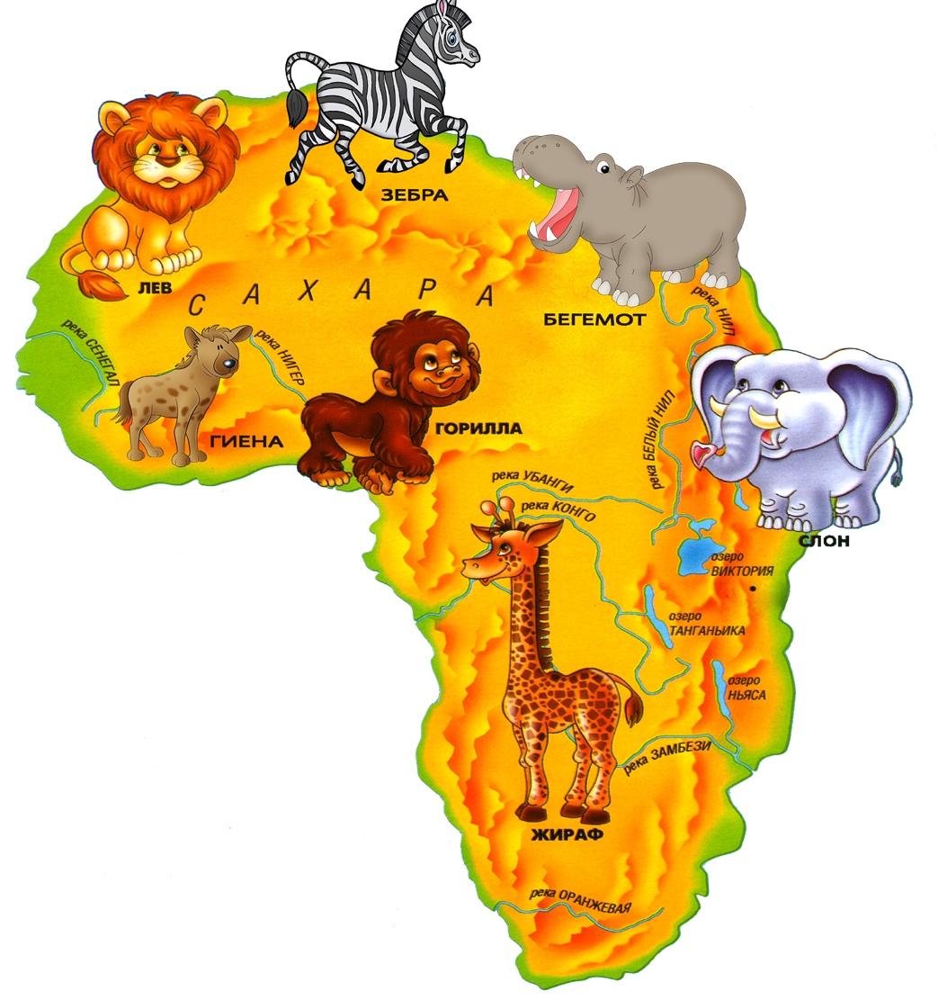 ЗЕБРА
ЛЕВ
САХАРА
БЕГЕМОТ
река НИЛ
река СЕНЕГАЛ
река НИГЕР
ГИЕНА
ГОРИЛЛА
река БЕЛЫЙ НИЛ
река УБАНГИ
река КОНГО
СЛОН
озеро
ВИКТОРИЯ
озеро
ТАНГАНЬИКА
озеро
НЬЯСА
река ЗАМБЕЗИ
ЖИРАФ
река ОРАНЖЕВАЯ